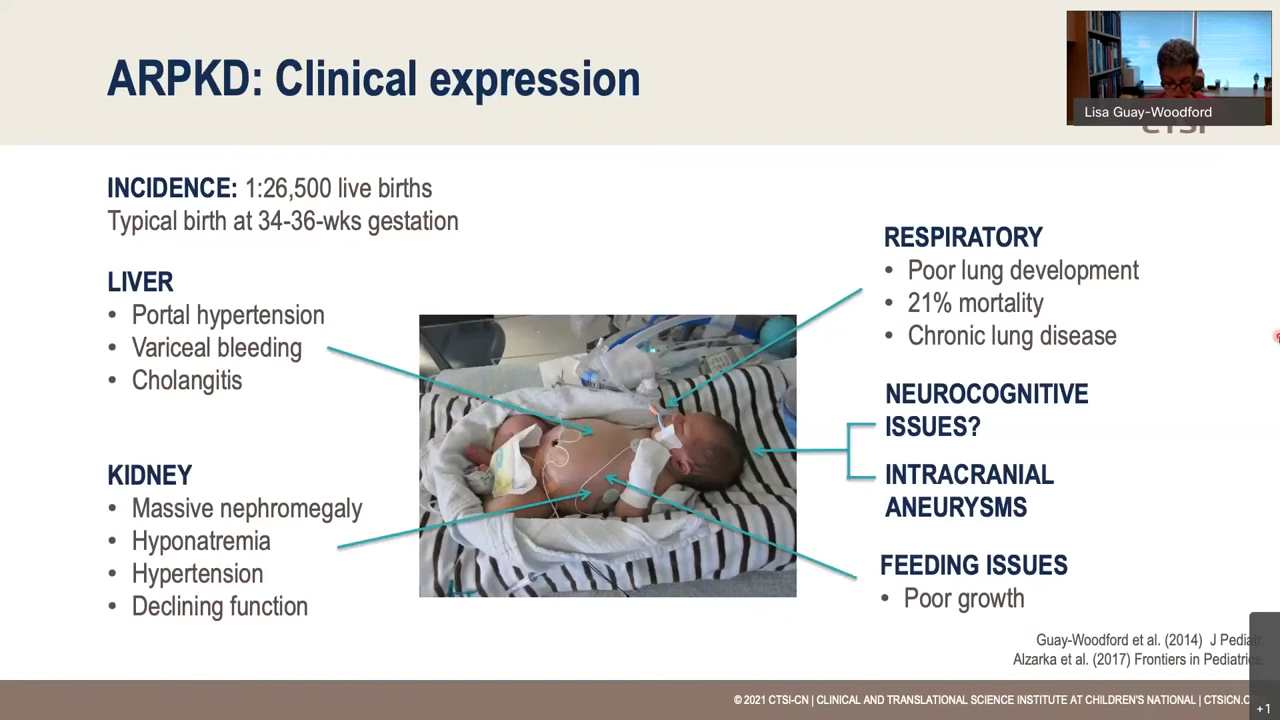 ARPKD: Clinical expression
Lisa Guay-Woodford
CTSI
INCIDENCE: 1:26,500 live births
Typical birth at 34-36-wks gestation
LIVER
• Portal hypertension
• Variceal bleeding
• Cholangitis
KIDNEY
• Massive nephromegaly
• Hyponatremia
• Hypertension
• Declining function
RESPIRATORY
• Poor lung development
• 21% mortality
• Chronic lung disease
NEUROCOGNITIVE
ISSUES?
INTRACRANIAL
ANEURYSMS
FEEDING ISSUES
• Poor growth
Guay-Woodford et al. (2014) J Pediatr.
Alzarka et al. (2017) Frontiers in Pediatrics.
© 2021 CTSI-CN | CLINICAL AND TRANSLATIONAL SCIENCE INSTITUTE AT CHILDREN'S NATIONAL | CTSICN.ORG
+1